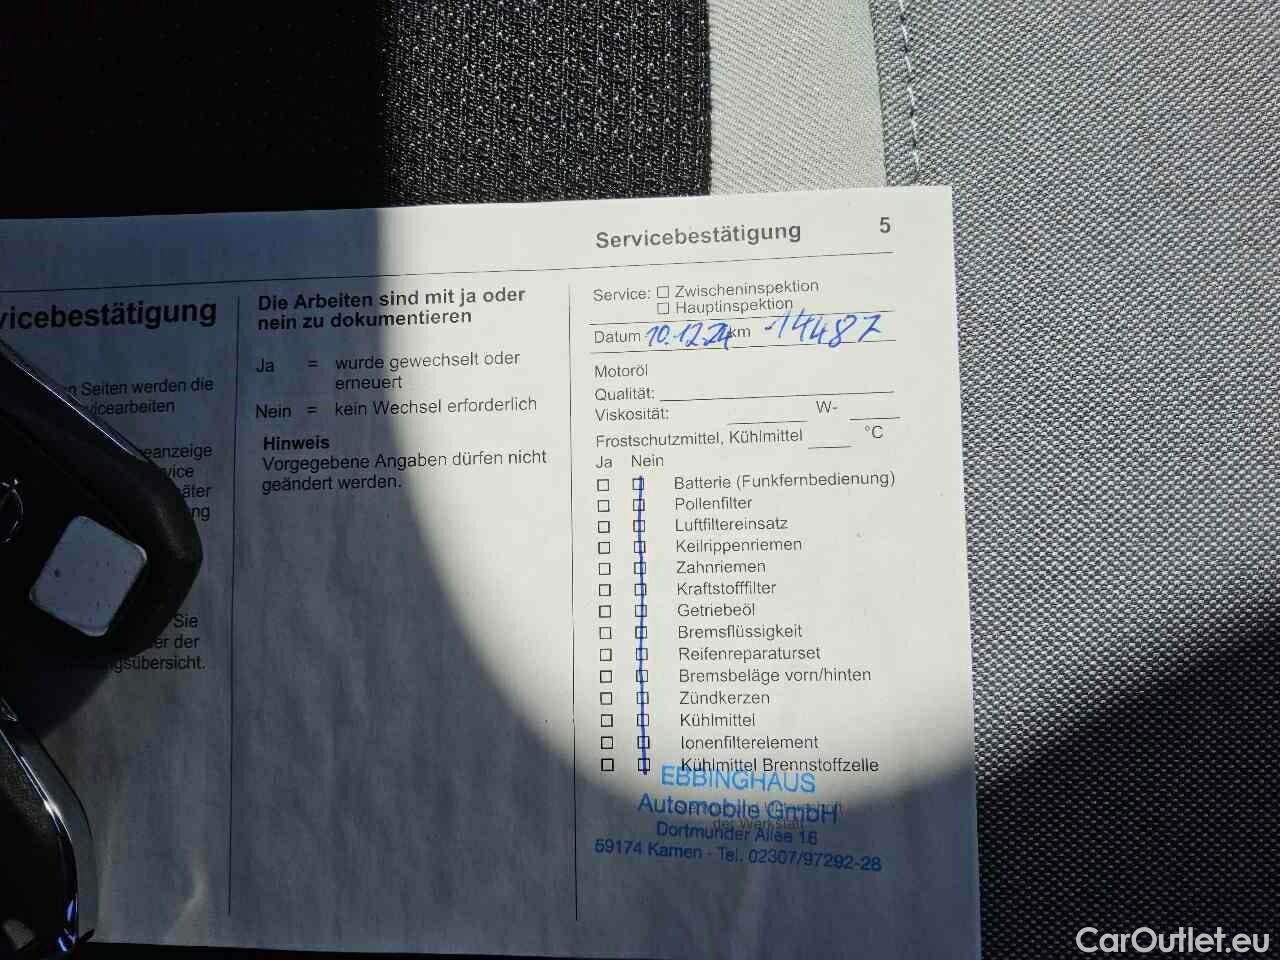 Servicebestätigung 5
vicebestätigung
n Seiten werden die
vicearbeiten
eanzeige
vice
äter
ng
Sie
er der
gsübersicht.
Die Arbeiten sind mit ja oder
nein zu dokumentieren
Ja = wurde gewechselt oder
erneuert
Nein = kein Wechsel erforderlich
Hinweis
Vorgegebene Angaben dürfen nicht
geändert werden.
Service: Zwischeninspektion
Hauptinspektion
Datum 10.12.24 km 14487
Motoröl
Qualität:
Viskosität: W-
Frostschutzmittel, Kühlmittel °C
Ja Nein
Batterie (Funkfernbedienung)
Pollenfilter
Luftfiltereinsatz
Keilrippenriemen
Zahnriemen
Kraftstofffilter
Getriebeöl
Bremsflüssigkeit
Reifenreparaturset
Bremsbeläge vorn/hinten
Zündkerzen
Kühlmittel
Ionenfilterelement
Kühlmittel Brennstoffzelle
EBBINGHAUS
Automobile GmbH
der Werkstatt
Dortmunder Allee 16
59174 Kamen - Tel. 02307/97292-28
CarOutlet.eu